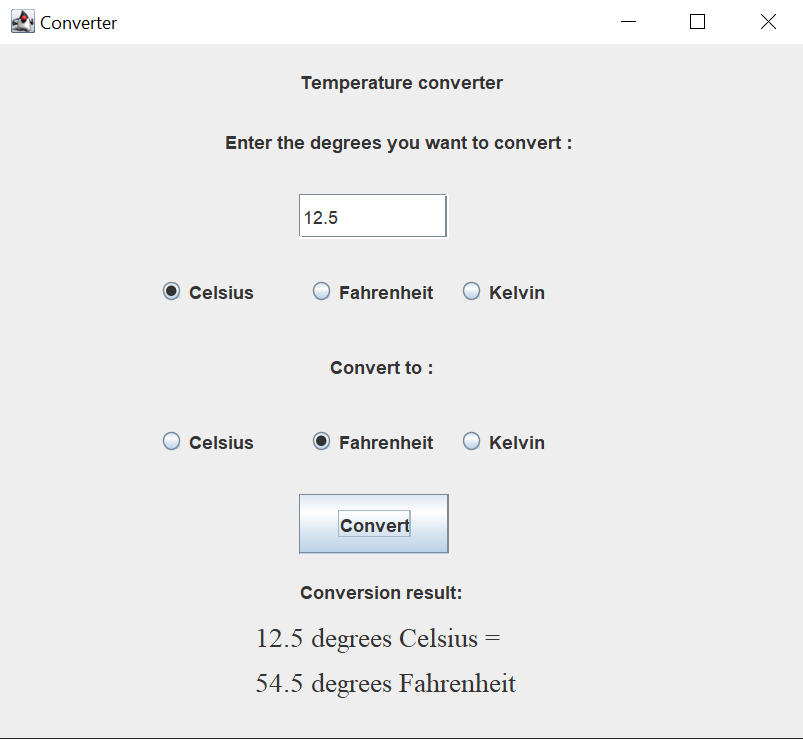 Converter
Temperature converter
Enter the degrees you want to convert :
12.5
Celsius Fahrenheit Kelvin
Convert to :
Celsius Fahrenheit Kelvin
Convert
Conversion result:
12.5 degrees Celsius =
54.5 degrees Fahrenheit